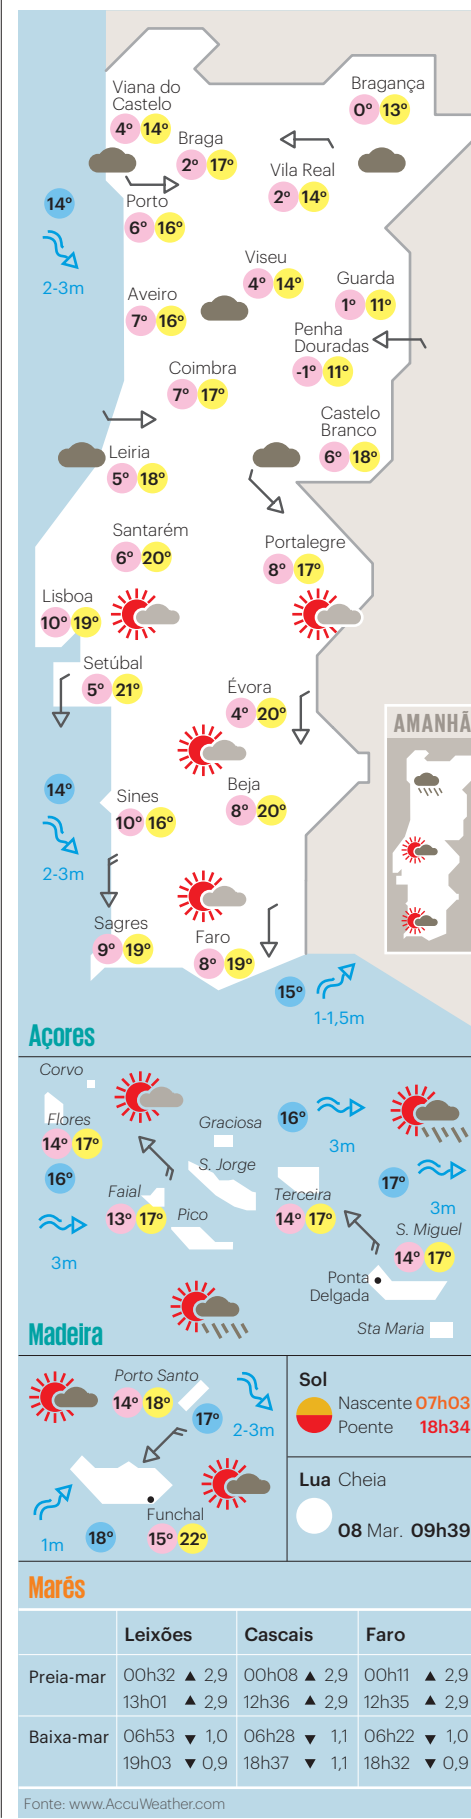 Viana do
Castelo
4º 14º
Bragança
0º 13º
Braga
2º 17º
Vila Real
2º 14º
14º
2-3m
Porto
6º 16º
Viseu
4º 14º
Guarda
1º 11º
Aveiro
7º 16º
Penha
Douradas
-1º 11º
Coimbra
7º 17º
Castelo
Branco
6º 18º
Leiria
5º 18º
Santarém
6º 20º
Portalegre
8º 17º
Lisboa
10º 19º
Setúbal
5º 21º
Évora
4º 20º
AMANHÃ
14º
2-3m
Sines
10º 16º
Beja
8º 20º
Sagres
9º 19º
Faro
8º 19º
15º
1-1,5m
Açores
Corvo
Flores
14º 17º
16º
3m
Graciosa
S. Jorge
Faial
13º 17º
Pico
16º
3m
Terceira
14º 17º
17º
3m
S. Miguel
14º 17º
Ponta
Delgada
Sta Maria
Madeira
Porto Santo
14º 18º
17º
2-3m
Funchal
15º 22º
18º
1m
Sol
Nascente 07h03
Poente 18h34
Lua Cheia
08 Mar. 09h39
Marés
Leixões Cascais Faro
Preia-mar 00h32 ▲ 2,9 00h08 ▲ 2,9 00h11 ▲ 2,9
13h01 ▲ 2,9 12h36 ▲ 2,9 12h35 ▲ 2,9
Baixa-mar 06h53 ▼ 1,0 06h28 ▼ 1,1 06h22 ▼ 1,0
19h03 ▼ 0,9 18h37 ▼ 1,1 18h32 ▼ 0,9
Fonte: www.AccuWeather.com